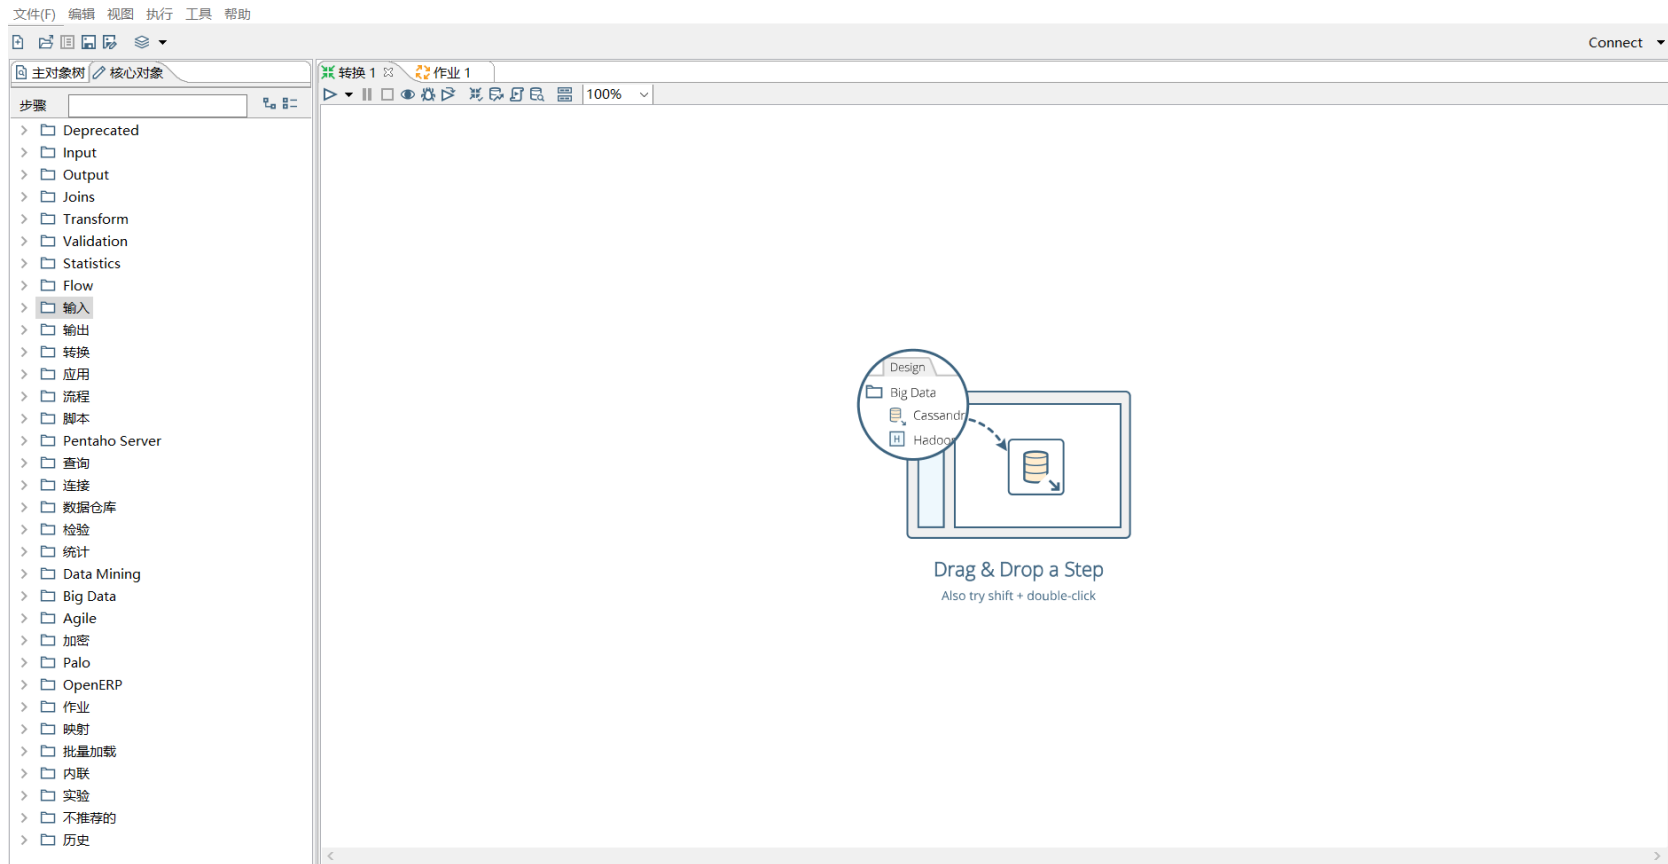 文件(F) 编辑 视图 执行 工具 帮助
Connect
主对象树 核心对象
转换 1 作业 1
步骤
100%
Deprecated
Input
Output
Joins
Transform
Validation
Statistics
Flow
输入
输出
转换
应用
流程
脚本
Pentaho Server
查询
连接
数据仓库
检验
统计
Data Mining
Big Data
Agile
加密
Palo
OpenERP
作业
映射
批量加载
内联
实验
不推荐的
历史
Design
Big Data
Cassandr
H Hadoop
Drag & Drop a Step
Also try shift + double-click